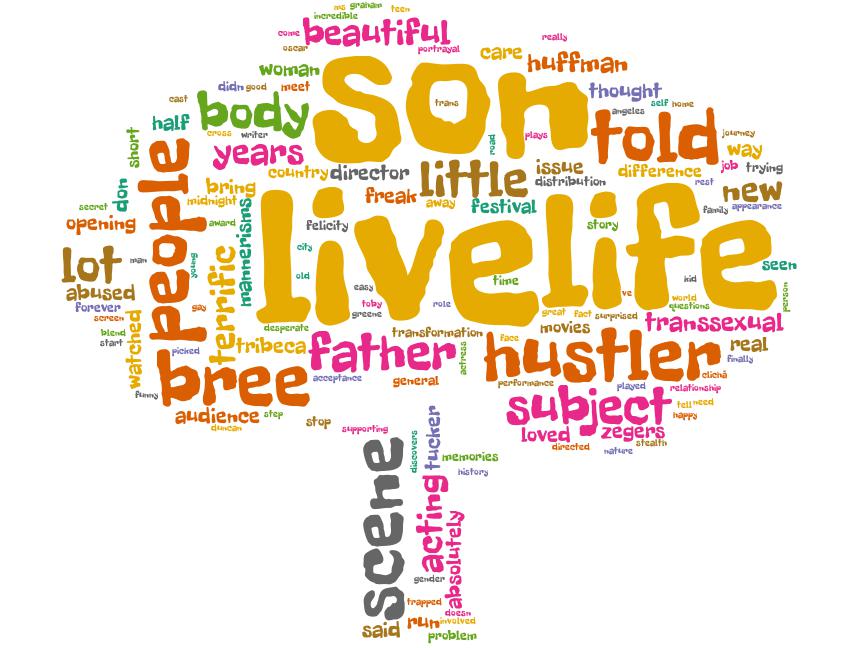 ms graham teen
incredible
come beautiful
oscar portrayal care really
woman son huffman
didn good meet thought
cast body trans self home
half cross writer road plays angeles told journey
short years way
country director little issue job trying
people distribution difference rest
don bring freak new
midnight away festival family appearance
secret mannerisms
opening award felicity live life story
lot man young city seen
abused terrific old time kid person
forever easy ve world
screen gay toby role questions
greene great fact surprised
blend watched desperate transformation movies transsexual
start tribeca father actress face hustler real
picked finally
bree acceptance general performance played clichã
funny relationship
audience step subject tell need
duncan stop happy
supporting loved zegers
scene discovers tucker directed stealth
memories nature
history
acting
absolutely
gender
trapped
doesn
said run involved
problem